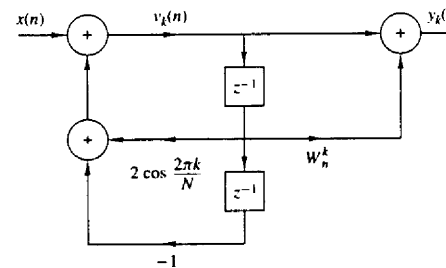 x(n)
+
v_k(n)
+
y_k(
z⁻¹
+
2 cos 2πk/N
W_n^k
z⁻¹
−1